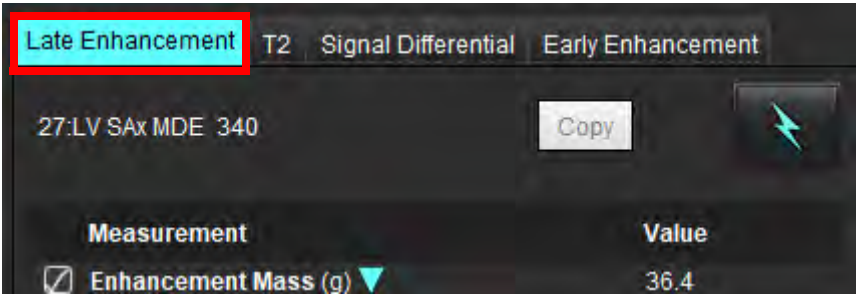 Late Enhancement T2 Signal Differential Early Enhancement
27:LV SAx MDE 340 Copy
Measurement Value
Enhancement Mass (g) 36.4